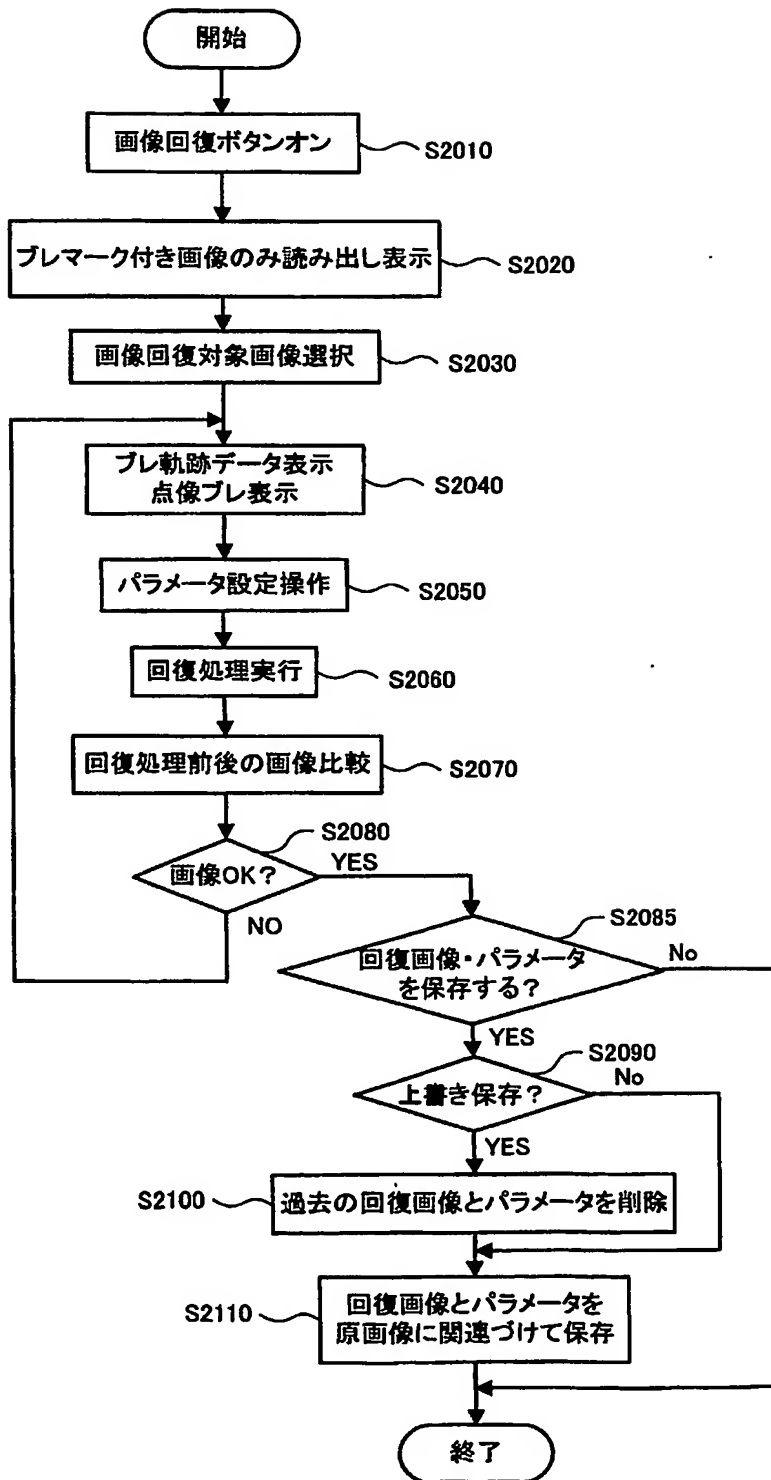 開始
画像回復ボタンオン
S2010
ブレマーク付き画像のみ読み出し表示
S2020
画像回復対象画像選択
S2030
ブレ軌跡データ表示
点像ブレ表示
S2040
パラメータ設定操作
S2050
回復処理実行
S2060
回復処理前後の画像比較
S2070
S2080
画像OK?
YES
NO
S2085
回復画像・パラメータ
を保存する?
No
YES
S2090
上書き保存?
No
YES
S2100
過去の回復画像とパラメータを削除
S2110
回復画像とパラメータを
原画像に関連づけて保存
終了